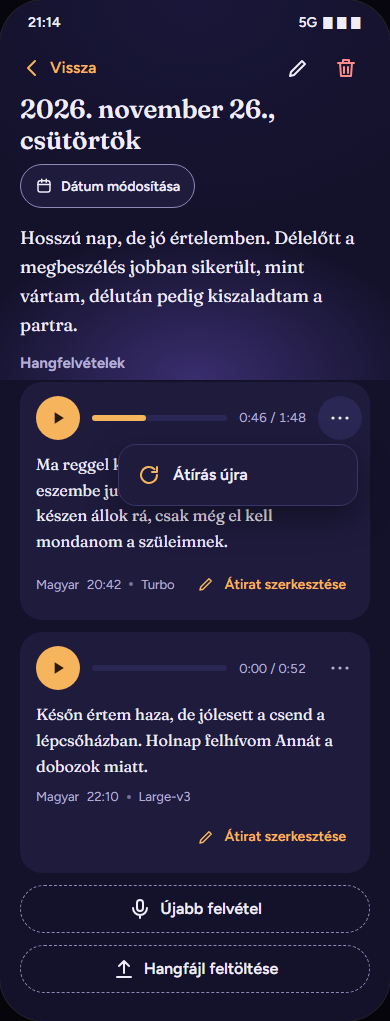 21:14
5G
Vissza
2026. november 26.,
csütörtök
Dátum módosítása
Hosszú nap, de jó értelemben. Délelőtt a
megbeszélés jobban sikerült, mint
vártam, délután pedig kiszaladtam a
partra.
Hangfelvételek
0:46 / 1:48
Átírás újra
Ma reggel
eszembe
készen állok rá, csak még el kell
mondanom a szüleimnek.
Magyar 20:42 • Turbo
Átirat szerkesztése
0:00 / 0:52
Későn értem haza, de jólesett a csend a
lépcsőházban. Holnap felhívom Annát a
dobozok miatt.
Magyar 22:10 • Large-v3
Átirat szerkesztése
Újabb felvétel
Hangfájl feltöltése